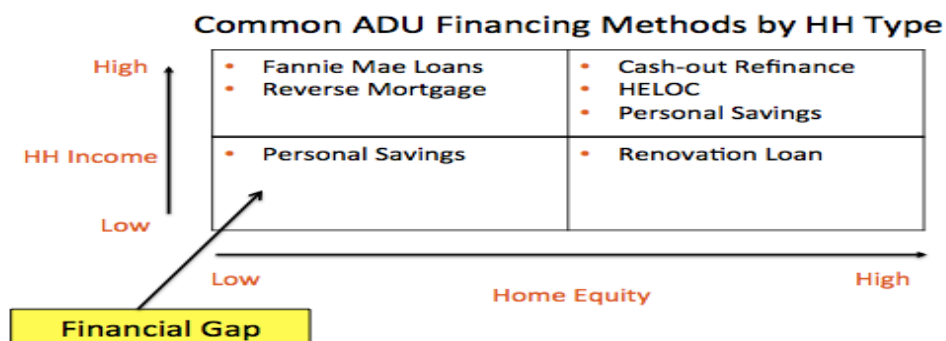 Common ADU Financing Methods by HH Type
High
• Fannie Mae Loans
• Reverse Mortgage
• Cash-out Refinance
• HELOC
• Personal Savings
HH Income
• Personal Savings
• Renovation Loan
Low
Low
High
Home Equity
Financial Gap